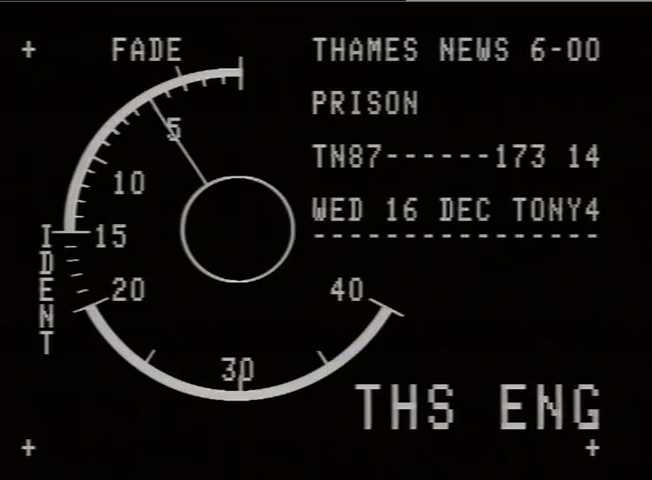 FADE
THAMES NEWS 6-00
PRISON
5
TN87------173 14
10
WED 16 DEC TONY4
----------------
15
IDENT
20
40
30
THS ENG